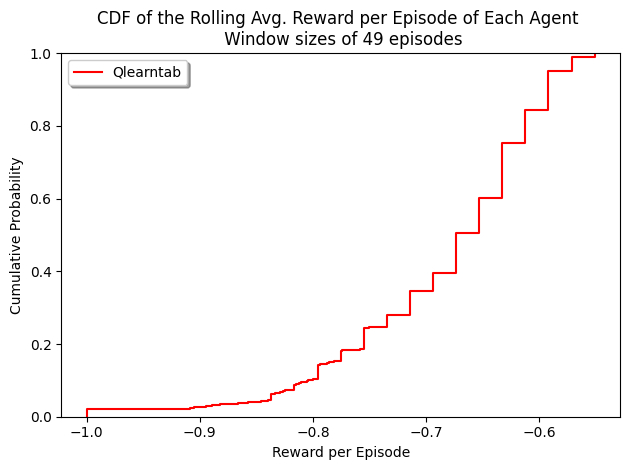 CDF of the Rolling Avg. Reward per Episode of Each Agent
Window sizes of 49 episodes
Qlearntab
Cumulative Probability
1.0
0.8
0.6
0.4
0.2
0.0
−1.0 −0.9 −0.8 −0.7 −0.6
Reward per Episode